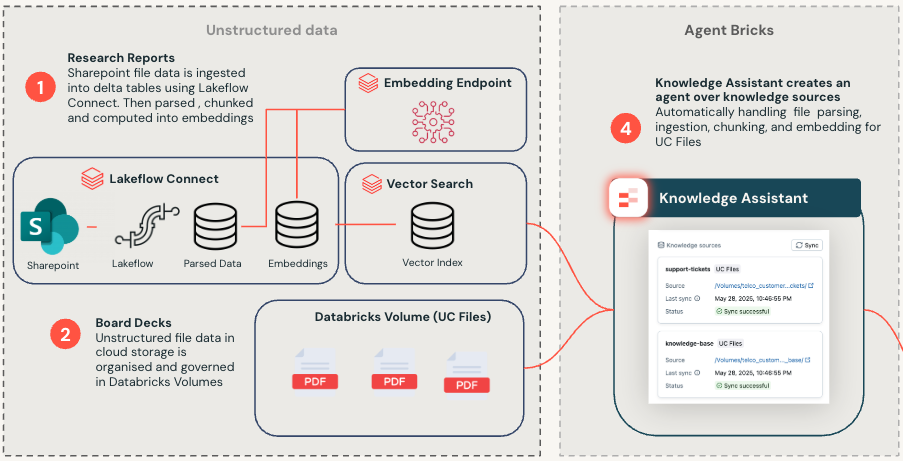 Unstructured data
1
Research Reports
Sharepoint file data is ingested
into delta tables using Lakeflow
Connect. Then parsed , chunked
and computed into embeddings
Embedding Endpoint
Lakeflow Connect
S
Sharepoint
Lakeflow
Parsed Data
Embeddings
Vector Search
Vector Index
2
Board Decks
Unstructured file data in
cloud storage is
organised and governed
in Databricks Volumes
Databricks Volume (UC Files)
PDF
PDF
PDF
Agent Bricks
4
Knowledge Assistant creates an
agent over knowledge sources
Automatically handling file parsing,
ingestion, chunking, and embedding for
UC Files
Knowledge Assistant
Knowledge sources
Sync
support-tickets UC Files
Source /Volumes/telco_customer...ckets/
Last sync May 28, 2025, 10:46:55 PM
Status Sync successful
knowledge-base UC Files
Source /Volumes/telco_custom..._base/
Last sync May 28, 2025, 10:46:55 PM
Status Sync successful